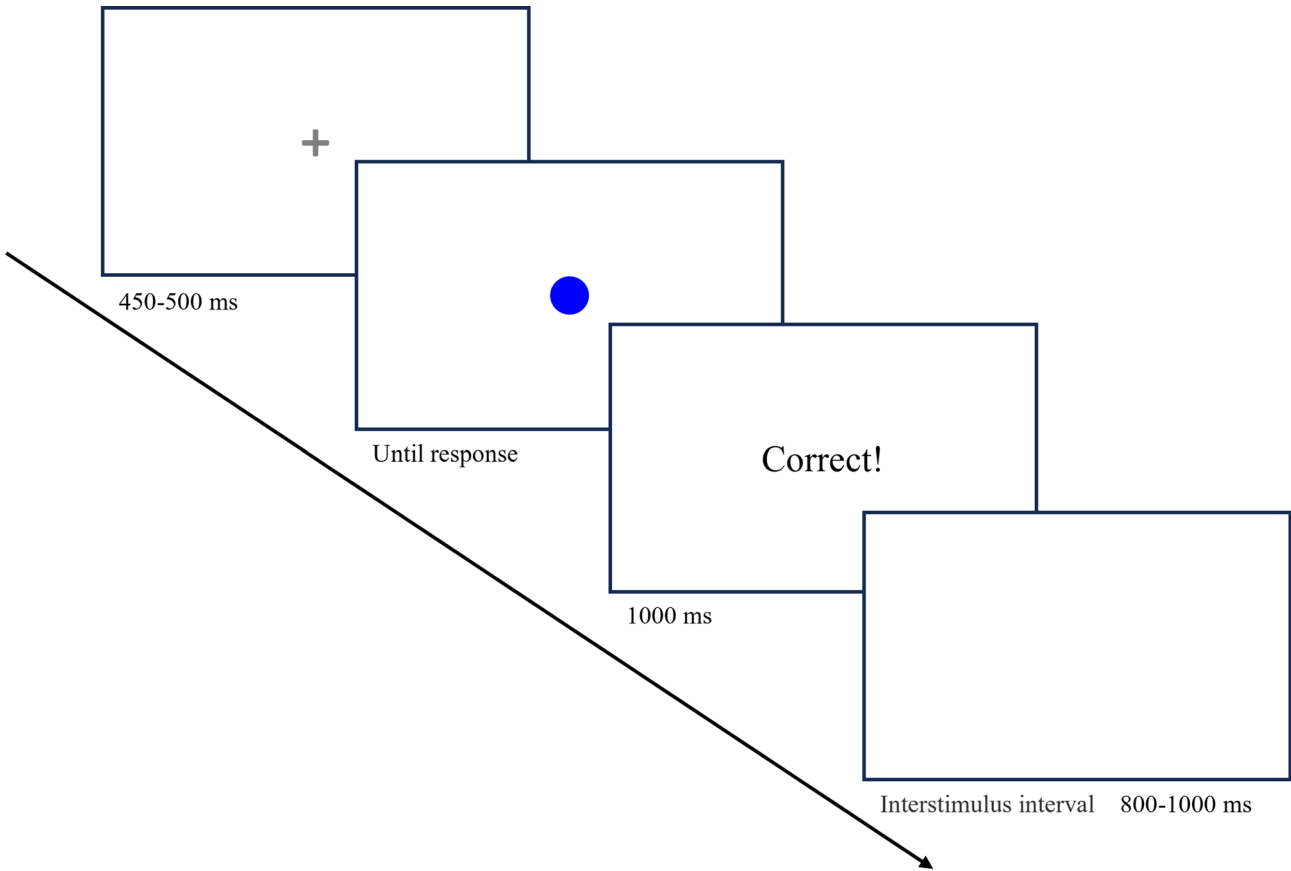 450-500 ms
Until response
Correct!
1000 ms
Interstimulus interval 800-1000 ms